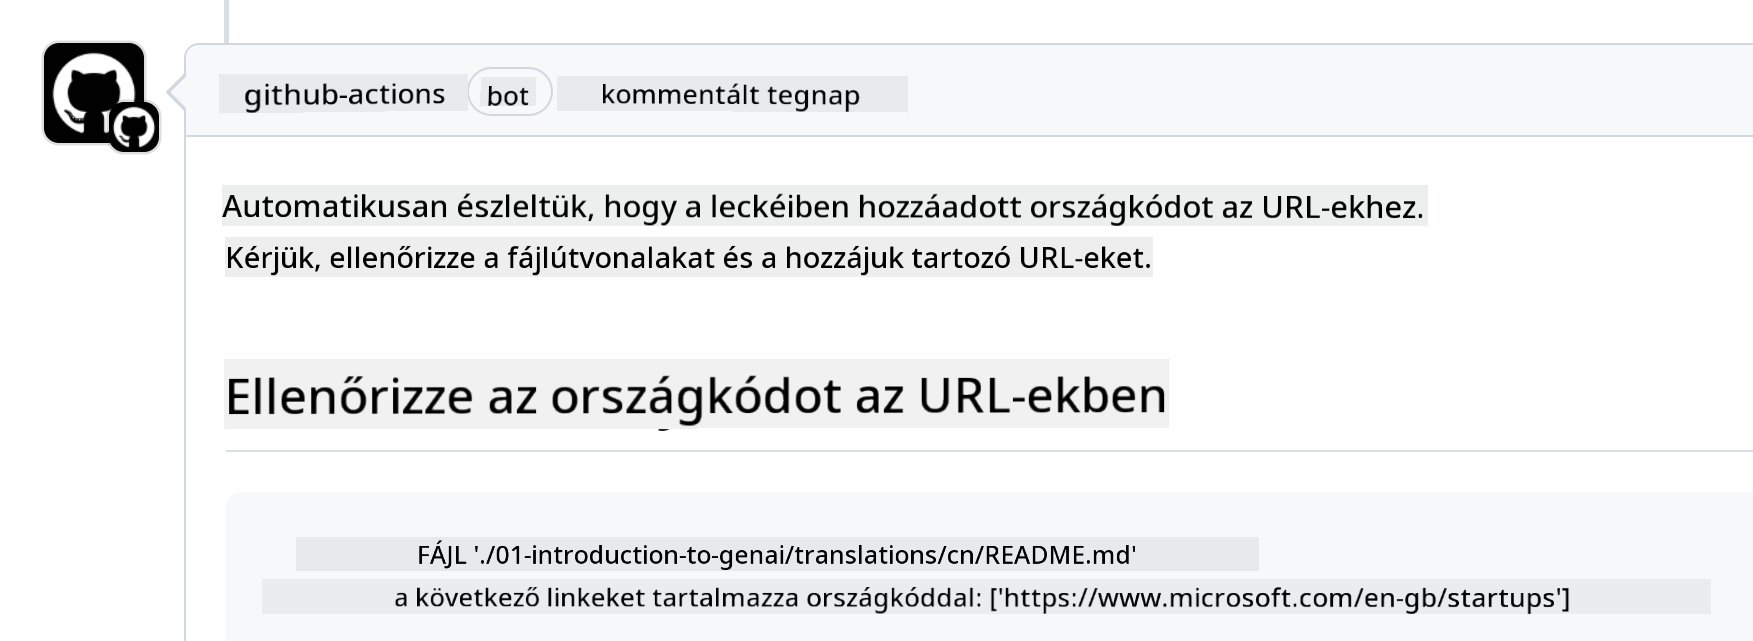 github-actions bot kommentált tegnap
Automatikusan észleltük, hogy a leckéiben hozzáadott országkódot az URL-ekhez.
Kérjük, ellenőrizze a fájlútvonalakat és a hozzájuk tartozó URL-eket.
Ellenőrizze az országkódot az URL-ekben
FÁJL './01-introduction-to-genai/translations/cn/README.md'
a következő linkeket tartalmazza országkóddal: ['https://www.microsoft.com/en-gb/startups']